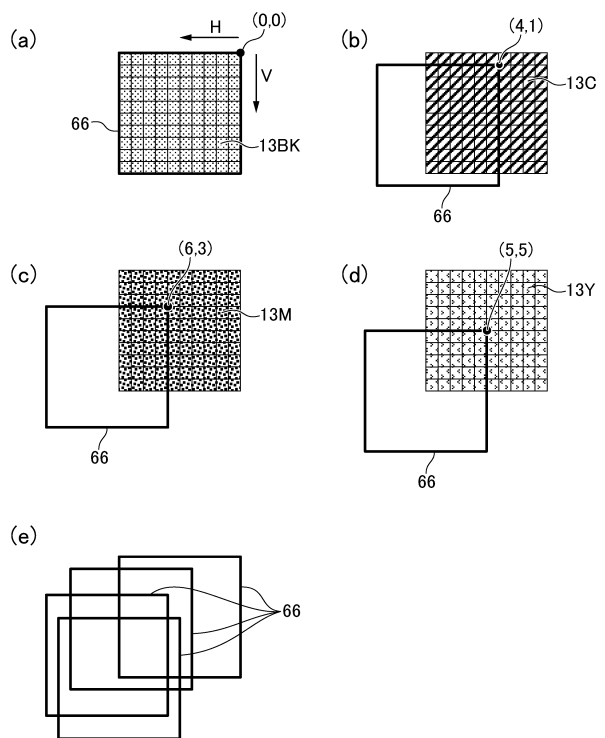 (a)
H
(0,0)
V
66
13BK
(b)
(4,1)
13C
66
(c)
(6,3)
13M
66
(d)
(5,5)
13Y
66
(e)
66